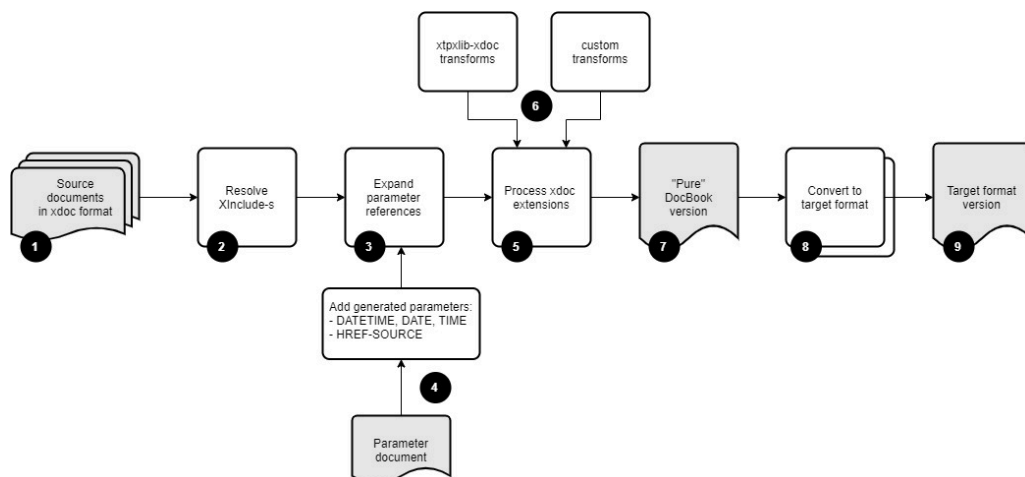 xtpxlib-xdoc
transforms
custom
transforms
6
Source
documents
in xdoc format
1
Resolve
XInclude-s
2
Expand
parameter
references
3
Process xdoc
extensions
5
"Pure"
DocBook
version
7
Convert to
target format
8
Target format
version
9
Add generated parameters:
- DATETIME, DATE, TIME
- HREF-SOURCE
4
Parameter
document